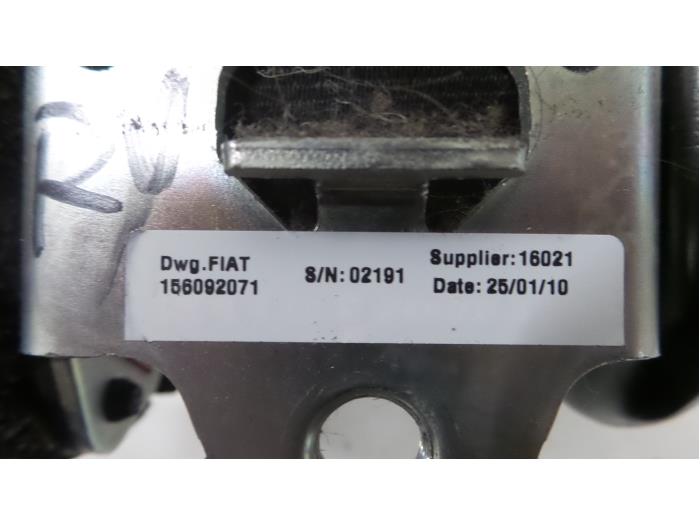 Dwg.FIAT
156092071
S/N: 02191
Supplier:16021
Date: 25/01/10